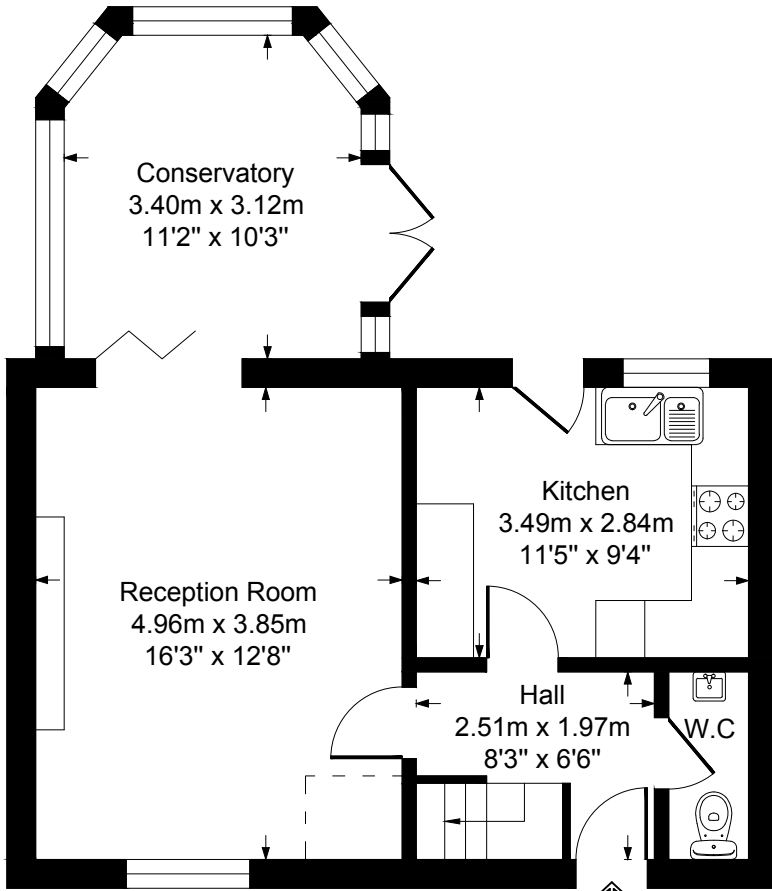 Conservatory
3.40m x 3.12m
11'2" x 10'3"
Kitchen
3.49m x 2.84m
11'5" x 9'4"
Reception Room
4.96m x 3.85m
16'3" x 12'8"
Hall
2.51m x 1.97m
8'3" x 6'6"
W.C